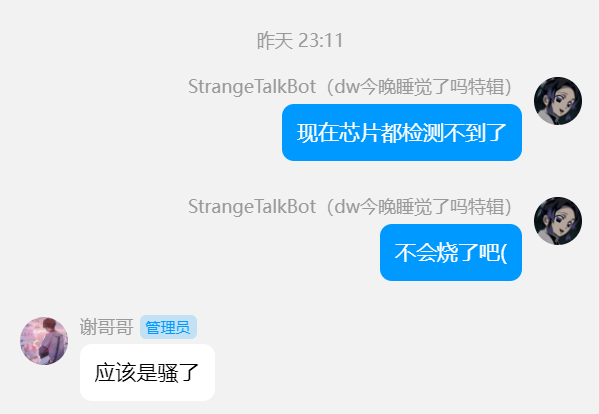 昨天 23:11
StrangeTalkBot（dw今晚睡觉了吗特辑）
现在芯片都检测不到了
StrangeTalkBot（dw今晚睡觉了吗特辑）
不会烧了吧(
谢哥哥 管理员
应该是骚了